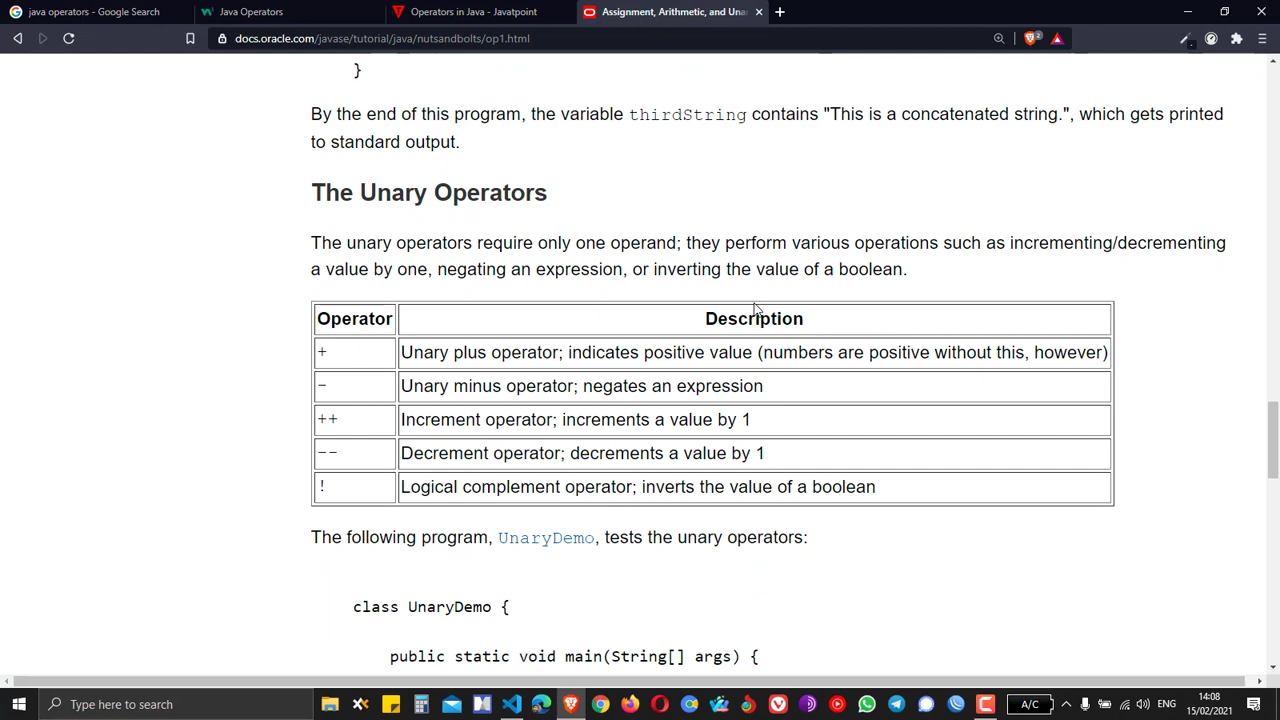 java operators - Google Search
Java Operators
Operators in Java - Javatpoint
Assignment, Arithmetic, and Una
docs.oracle.com/javase/tutorial/java/nutsandbolts/op1.html
2
}
By the end of this program, the variable thirdString contains "This is a concatenated string.", which gets printed
to standard output.
The Unary Operators
The unary operators require only one operand; they perform various operations such as incrementing/decrementing
a value by one, negating an expression, or inverting the value of a boolean.
Operator Description
+ Unary plus operator; indicates positive value (numbers are positive without this, however)
- Unary minus operator; negates an expression
++ Increment operator; increments a value by 1
-- Decrement operator; decrements a value by 1
! Logical complement operator; inverts the value of a boolean
The following program, UnaryDemo, tests the unary operators:
class UnaryDemo {
public static void main(String[] args) {
Type here to search
A/C
ENG
14:08
15/02/2021